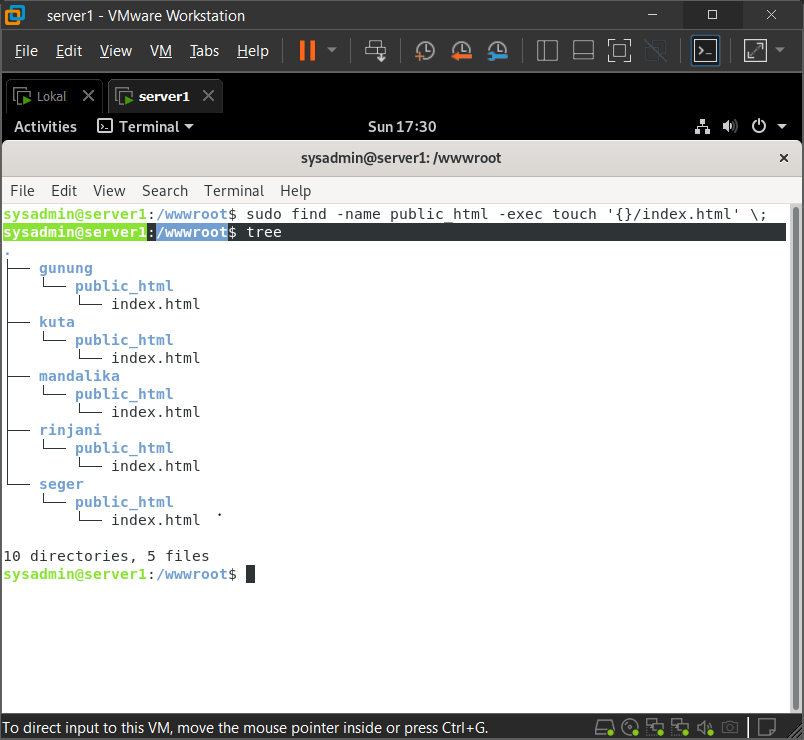 server1 - VMware Workstation
File Edit View VM Tabs Help
Lokal server1
Activities Terminal Sun 17:30
sysadmin@server1: /wwwroot
File Edit View Search Terminal Help
sysadmin@server1:/wwwroot$ sudo find -name public_html -exec touch '{}/index.html' \;
sysadmin@server1:/wwwroot$ tree
.
├── gunung
│   └── public_html
│       └── index.html
├── kuta
│   └── public_html
│       └── index.html
├── mandalika
│   └── public_html
│       └── index.html
├── rinjani
│   └── public_html
│       └── index.html
└── seger
    └── public_html
        └── index.html
10 directories, 5 files
sysadmin@server1:/wwwroot$
To direct input to this VM, move the mouse pointer inside or press Ctrl+G.